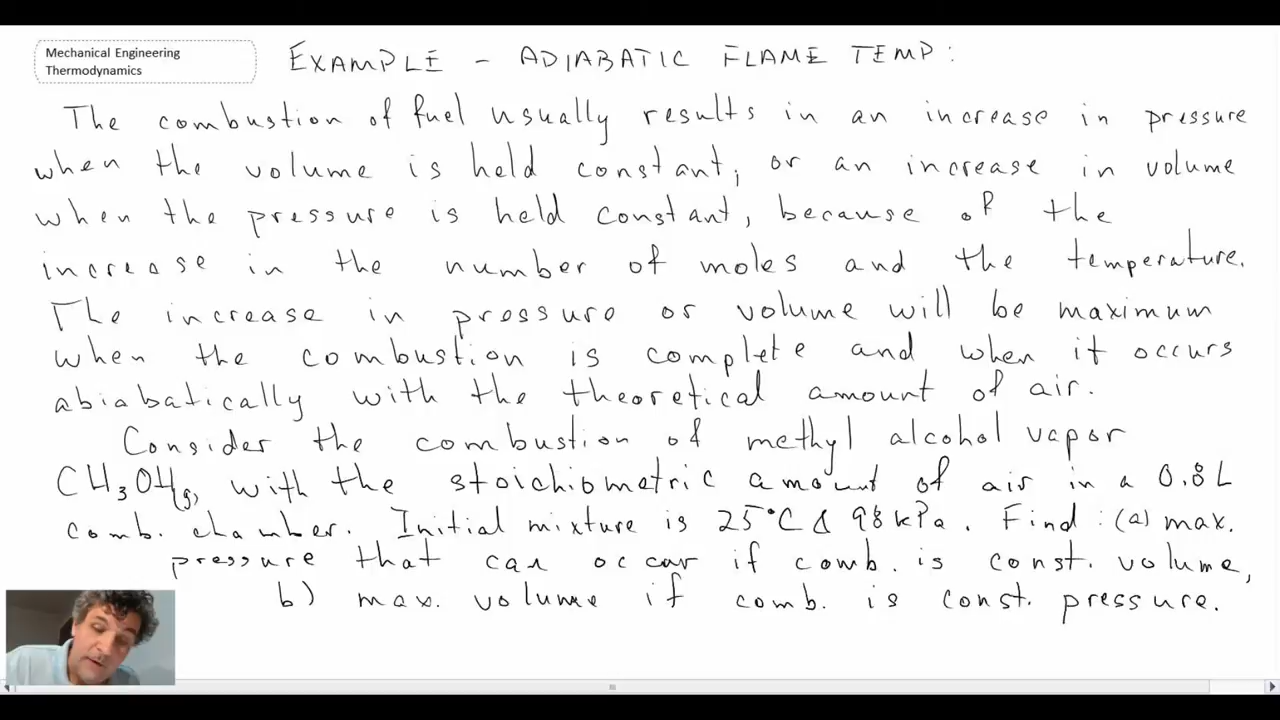 Mechanical Engineering
Thermodynamics
EXAMPLE - ADIABATIC FLAME TEMP:
The combustion of fuel usually results in an increase in pressure
when the volume is held constant, or an increase in volume
when the pressure is held constant, because of the
increase in the number of moles and the temperature.
The increase in pressure or volume will be maximum
when the combustion is complete and when it occurs
abiabatically with the theoretical amount of air.
Consider the combustion of methyl alcohol vapor
CH3OH(g), with the stoichiometric amount of air in a 0.8L
comb. chamber. Initial mixture is 25°C & 98 kPa. Find: (a) max.
pressure that can occur if comb. is const. volume,
b) max. volume if comb. is const. pressure.